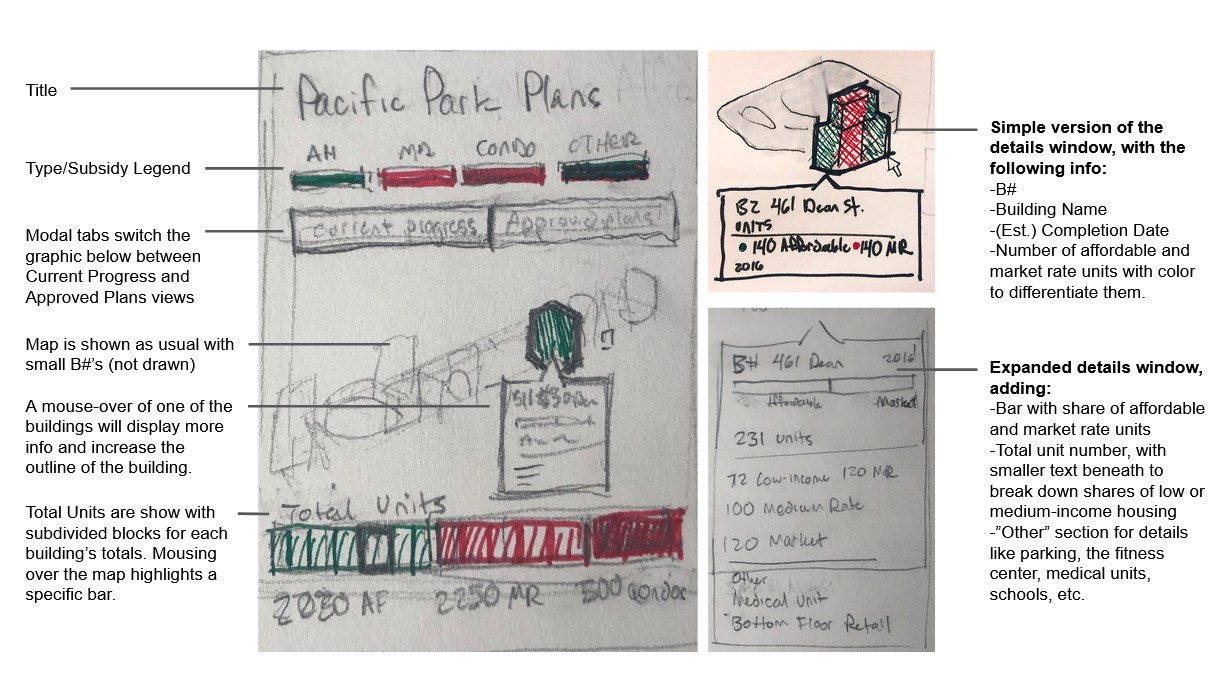 Title
Type/Subsidy Legend
Modal tabs switch the
graphic below between
Current Progress and
Approved Plans views
Map is shown as usual with
small B#'s (not drawn)
A mouse-over of one of the
buildings will display more
info and increase the
outline of the building.
Total Units are show with
subdivided blocks for each
building's totals. Mousing
over the map highlights a
specific bar.
Pacific Park Plans
AH MR CONDO OTHER
current progress Approved plans
Total Units
2080 AF 2250 MR 300 Condos
B2 461 Dean St.
UNITS
140 Affordable 140 MR
2016
B# 461 Dean 2016
Affordable Market
231 units
72 Low-income 120 MR
100 Medium Rate
120 Market
Other
Medical Unit
Bottom Floor Retail
Simple version of the
details window, with the
following info:
-B#
-Building Name
-(Est.) Completion Date
-Number of affordable and
market rate units with color
to differentiate them.
Expanded details window,
adding:
-Bar with share of affordable
and market rate units
-Total unit number, with
smaller text beneath to
break down shares of low or
medium-income housing
-"Other" section for details
like parking, the fitness
center, medical units,
schools, etc.